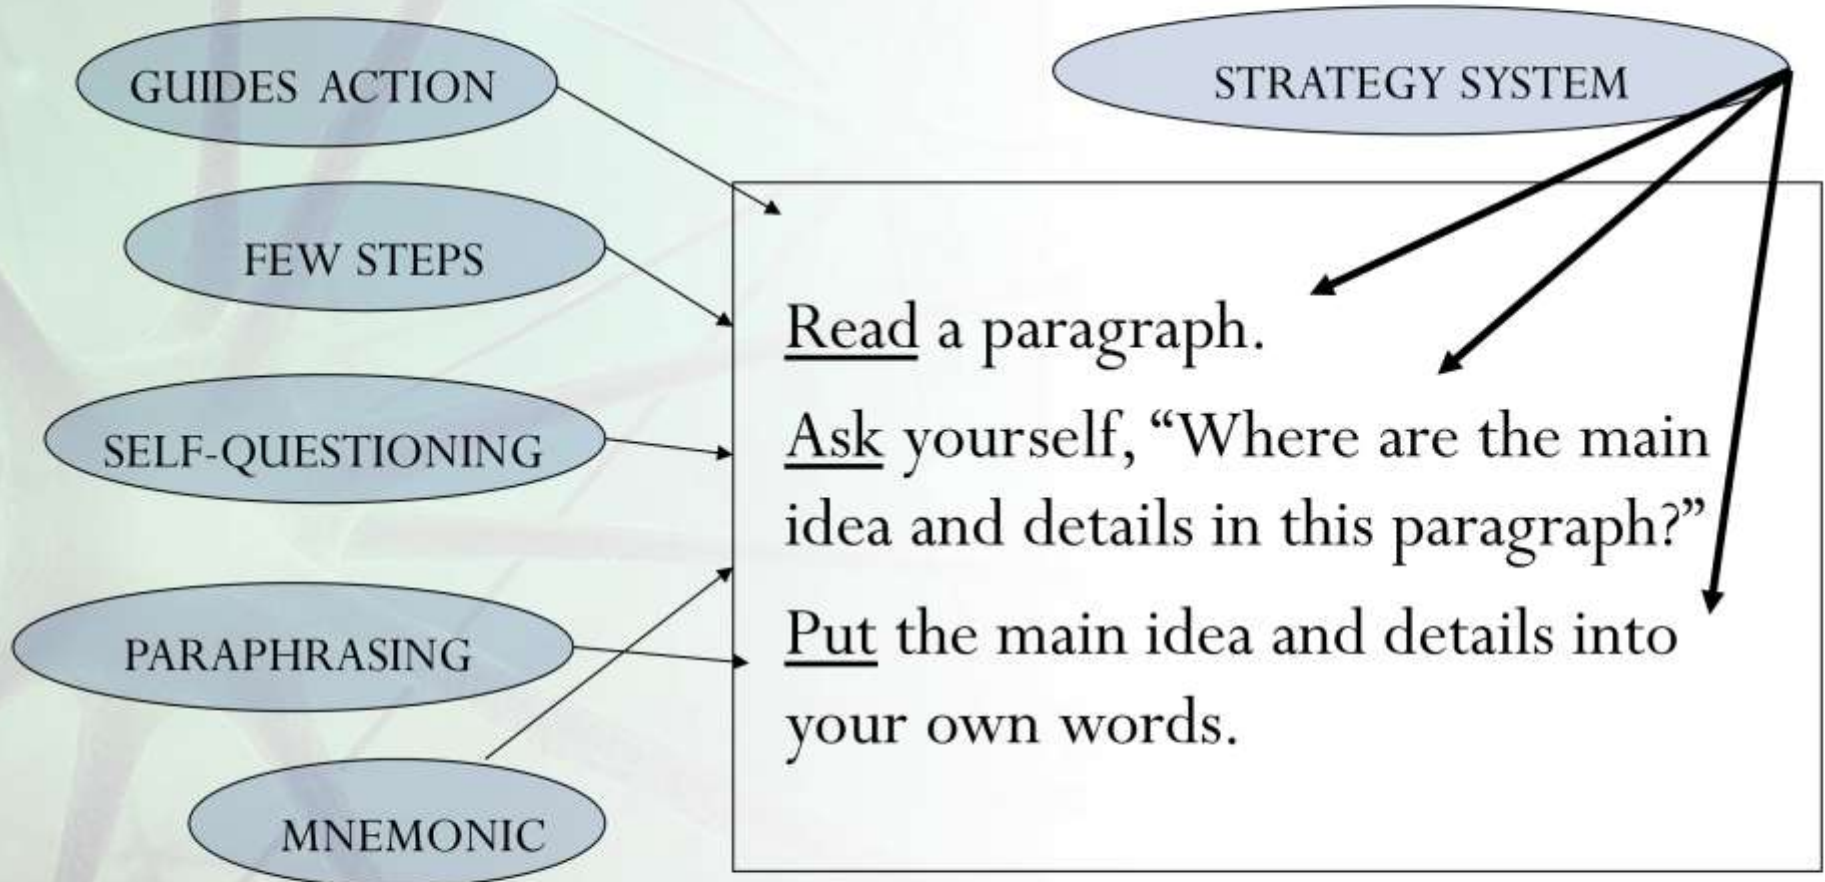 GUIDES ACTION
STRATEGY SYSTEM
FEW STEPS
SELF-QUESTIONING
PARAPHRASING
MNEMONIC
Read a paragraph.
Ask yourself, “Where are the main
idea and details in this paragraph?”
Put the main idea and details into
your own words.